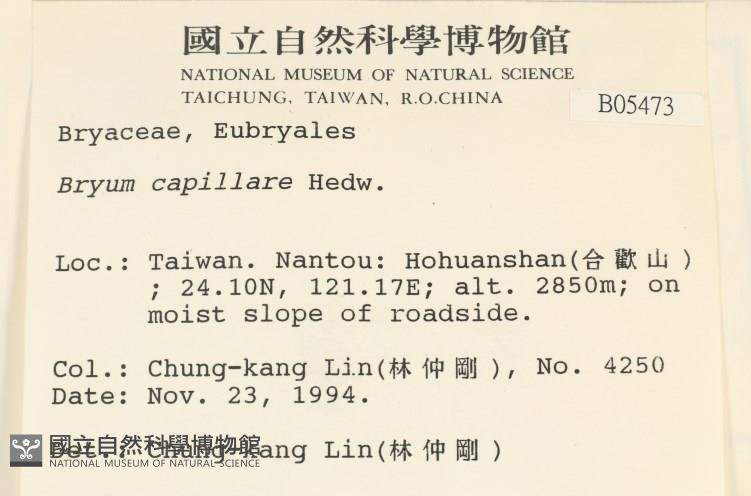 國立自然科學博物館
NATIONAL MUSEUM OF NATURAL SCIENCE
TAICHUNG, TAIWAN, R.O.CHINA
B05473
Bryaceae, Eubryales
Bryum capillare Hedw.
Loc.: Taiwan. Nantou: Hohuanshan(合歡山)
; 24.10N, 121.17E; alt. 2850m; on
moist slope of roadside.
Col.: Chung-kang Lin(林仲剛), No. 4250
Date: Nov. 23, 1994.
Det.: Chung-kang Lin(林仲剛)
國立自然科學博物館
NATIONAL MUSEUM OF NATURAL SCIENCE